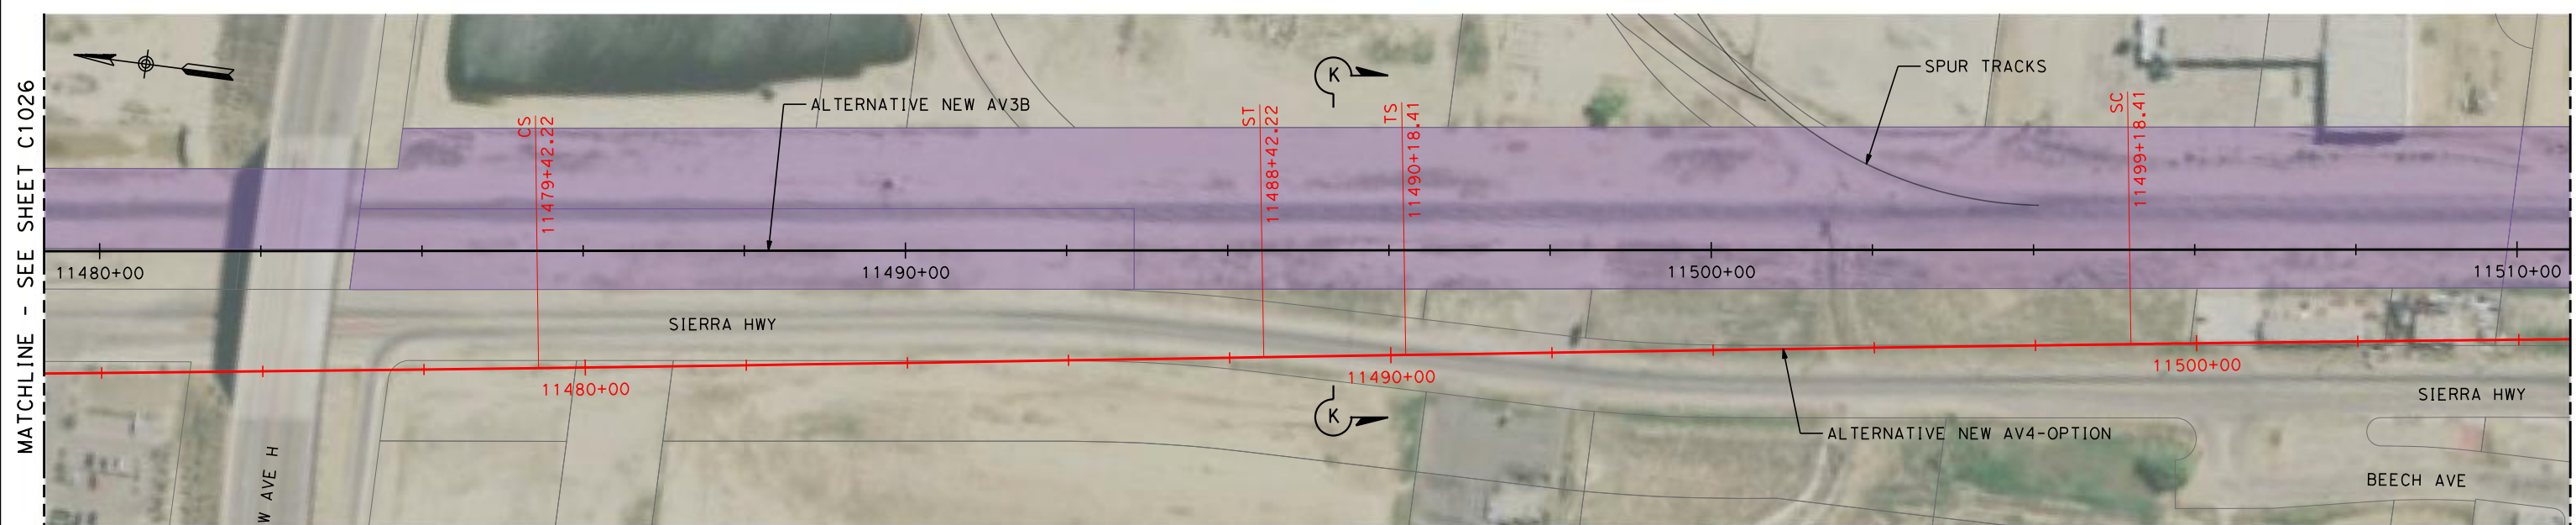 MATCHLINE - SEE SHEET C1026
K
SPUR TRACKS
ALTERNATIVE NEW AV3B
CS
11479+42.22
ST
11488+42.22
TS
11490+18.41
SC
11499+18.41
11480+00
11490+00
11500+00
11510+00
SIERRA HWY
11480+00
11490+00
11500+00
SIERRA HWY
K
ALTERNATIVE NEW AV4-OPTION
W AVE H
BEECH AVE